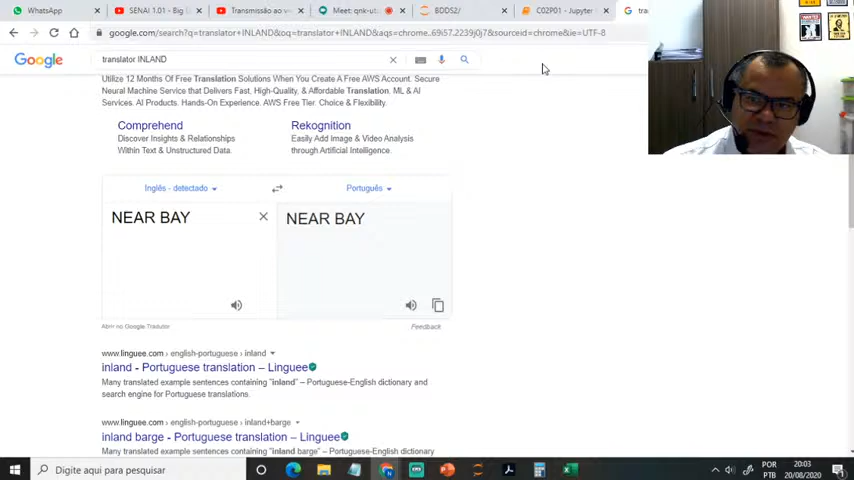 WhatsApp
SENAI 1.01 - Big
Transmissão ao v
Meet: qnk-ut
BDDS2/
C02P01 - Jupyter
google.com/search?q=translator+INLAND&oq=translator+INLAND&aqs=chrome..69i57.2239j0j7&sourceid=chrome&ie=UTF-8
Google
translator INLAND
Utilize 12 Months Of Free Translation Solutions When You Create A Free AWS Account. Secure
Neural Machine Service that Delivers Fast, High-Quality, & Affordable Translation. ML & AI
Services. AI Products. Hands-On Experience. AWS Free Tier. Choice & Flexibility.
Comprehend
Discover Insights & Relationships
Within Text & Unstructured Data.
Rekognition
Easily Add Image & Video Analysis
through Artificial Intelligence.
Inglês - detectado
Português
NEAR BAY
NEAR BAY
Abrir no Google Tradutor
Feedback
www.linguee.com › english-portuguese › inland
inland - Portuguese translation – Linguee
Many translated example sentences containing "inland" – Portuguese-English dictionary and
search engine for Portuguese translations.
www.linguee.com › english-portuguese › inland+barge
inland barge - Portuguese translation – Linguee
Many translated example sentences containing "inland barge" – Portuguese-English dictionary
Digite aqui para pesquisar
POR
PTB
20:03
20/08/2020